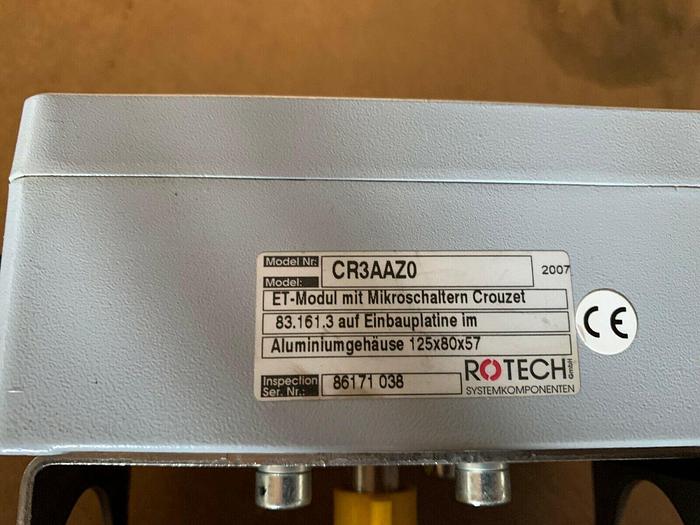 Model Nr: CR3AAZ0 2007
Model:
ET-Modul mit Mikroschaltern Crouzet
83.161.3 auf Einbauplatine im
Aluminiumgehäuse 125x80x57
CE
ROTECH GmbH
SYSTEMKOMPONENTEN
Inspection
Ser. Nr.: 86171 038